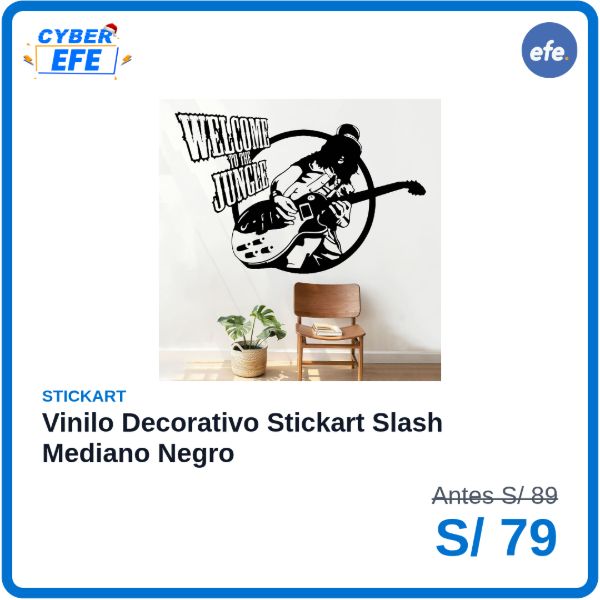 CYBER
EFE
efe.
WELCOME
TO THE
JUNGLE
STICKART
Vinilo Decorativo Stickart Slash
Mediano Negro
Antes S/ 89
S/ 79